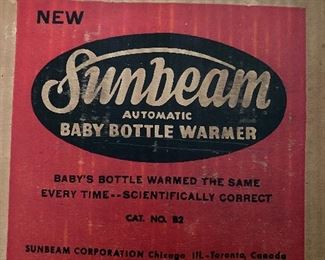 NEW
Sunbeam
AUTOMATIC
BABY BOTTLE WARMER
BABY'S BOTTLE WARMED THE SAME
EVERY TIME--SCIENTIFICALLY CORRECT
CAT. NO. B2
SUNBEAM CORPORATION Chicago Ill.-Toronto, Canada